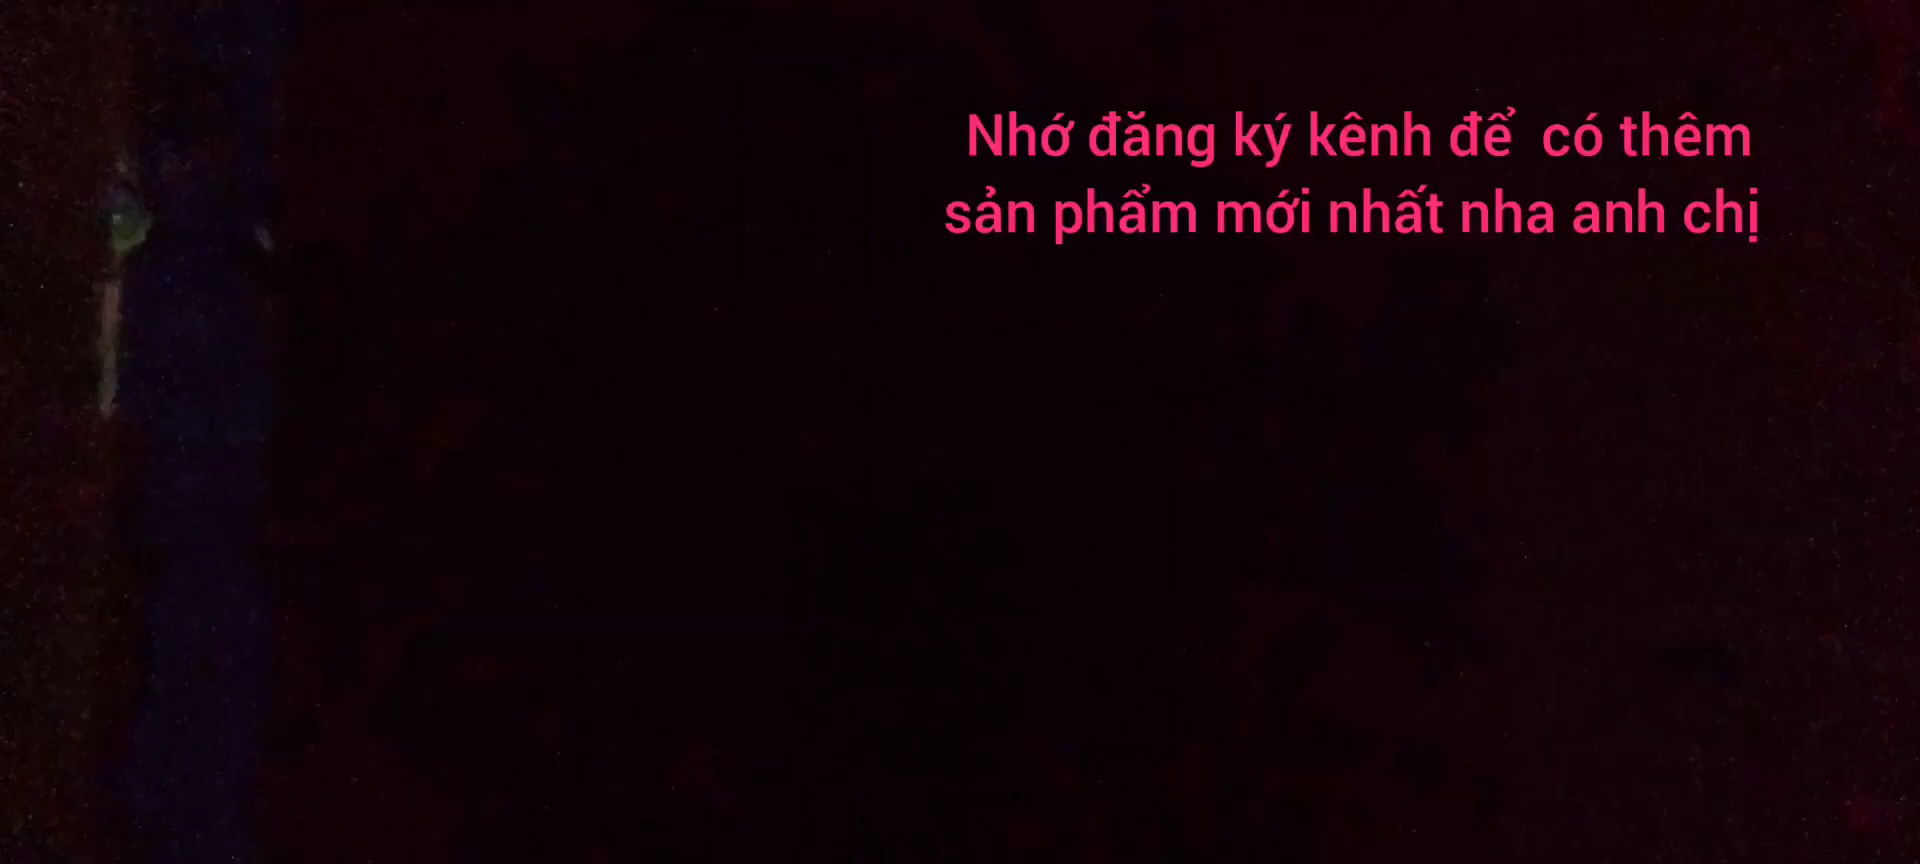 Nhớ đăng ký kênh để có thêm
sản phẩm mới nhất nha anh chị